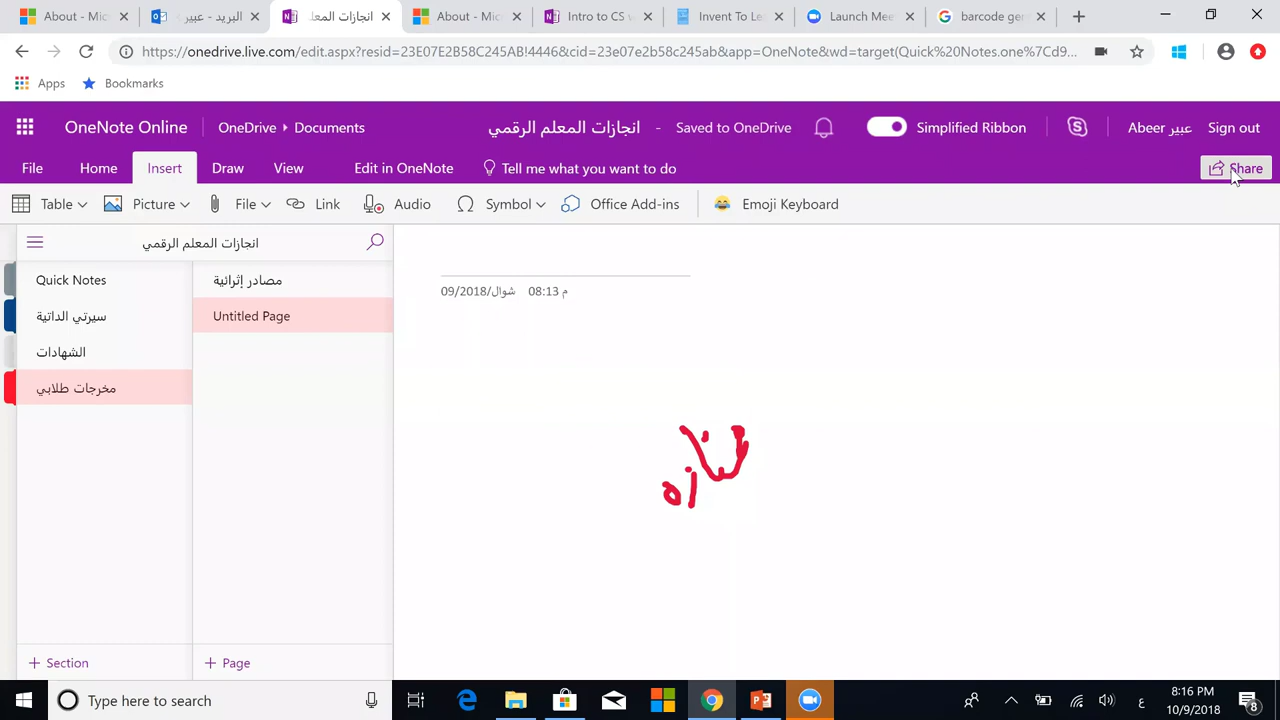 About - Mic
البريد - عبير
انجازات المعلم
About - Mic
Intro to CS w
Invent To Lea
Launch Mee
barcode gen
https://onedrive.live.com/edit.aspx?resid=23E07E2B58C245AB!4446&cid=23e07e2b58c245ab&app=OneNote&wd=target(Quick%20Notes.one%7Cd9...
Apps
Bookmarks
OneNote Online
OneDrive
Documents
انجازات المعلم الرقمي
- Saved to OneDrive
Simplified Ribbon
Abeer عبير
Sign out
File
Home
Insert
Draw
View
Edit in OneNote
Tell me what you want to do
Share
Table
Picture
File
Link
Audio
Symbol
Office Add-ins
Emoji Keyboard
انجازات المعلم الرقمي
Quick Notes
سيرتي الداتية
الشهادات
مخرجات طلابي
+ Section
مصادر إثرائية
Untitled Page
+ Page
09/شوال/2018 08:13 م
Type here to search
ع
8:16 PM
10/9/2018
8